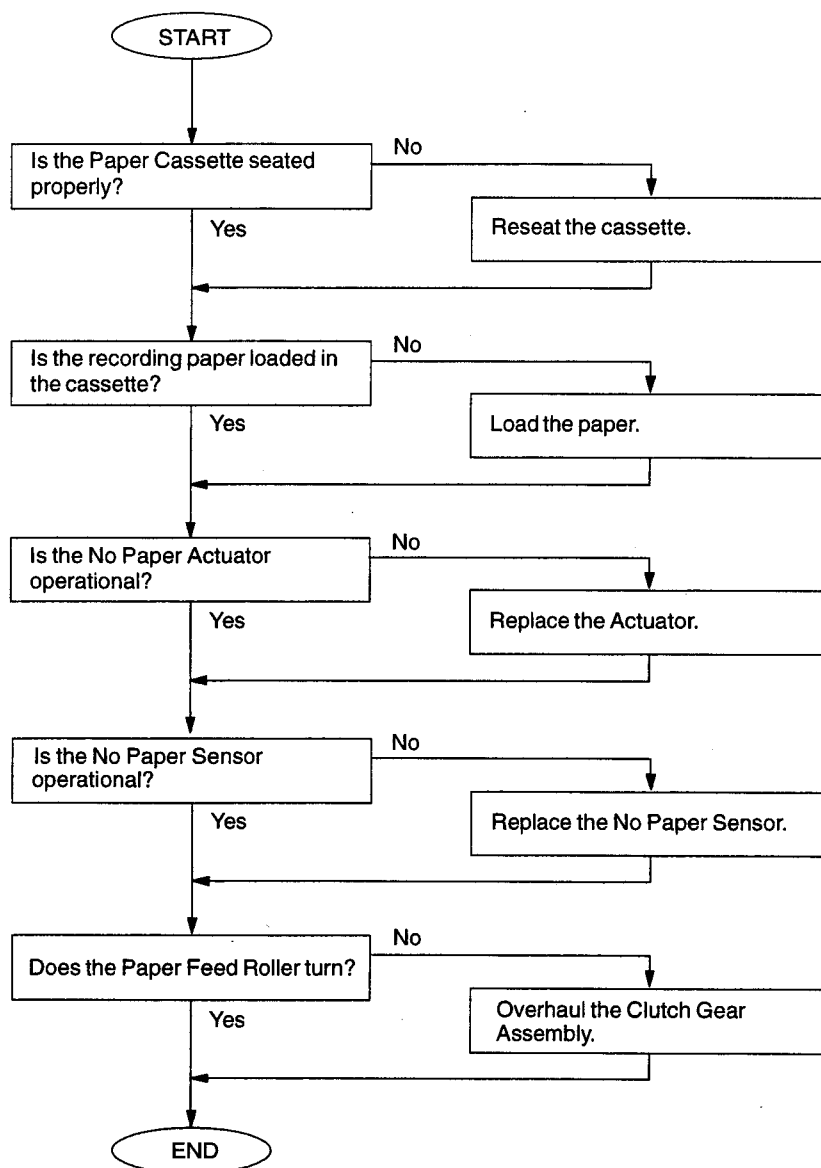 START
Is the Paper Cassette seated
properly?
No
Reseat the cassette.
Yes
Is the recording paper loaded in
the cassette?
No
Load the paper.
Yes
Is the No Paper Actuator
operational?
No
Replace the Actuator.
Yes
Is the No Paper Sensor
operational?
No
Replace the No Paper Sensor.
Yes
Does the Paper Feed Roller turn?
No
Overhaul the Clutch Gear
Assembly.
Yes
END